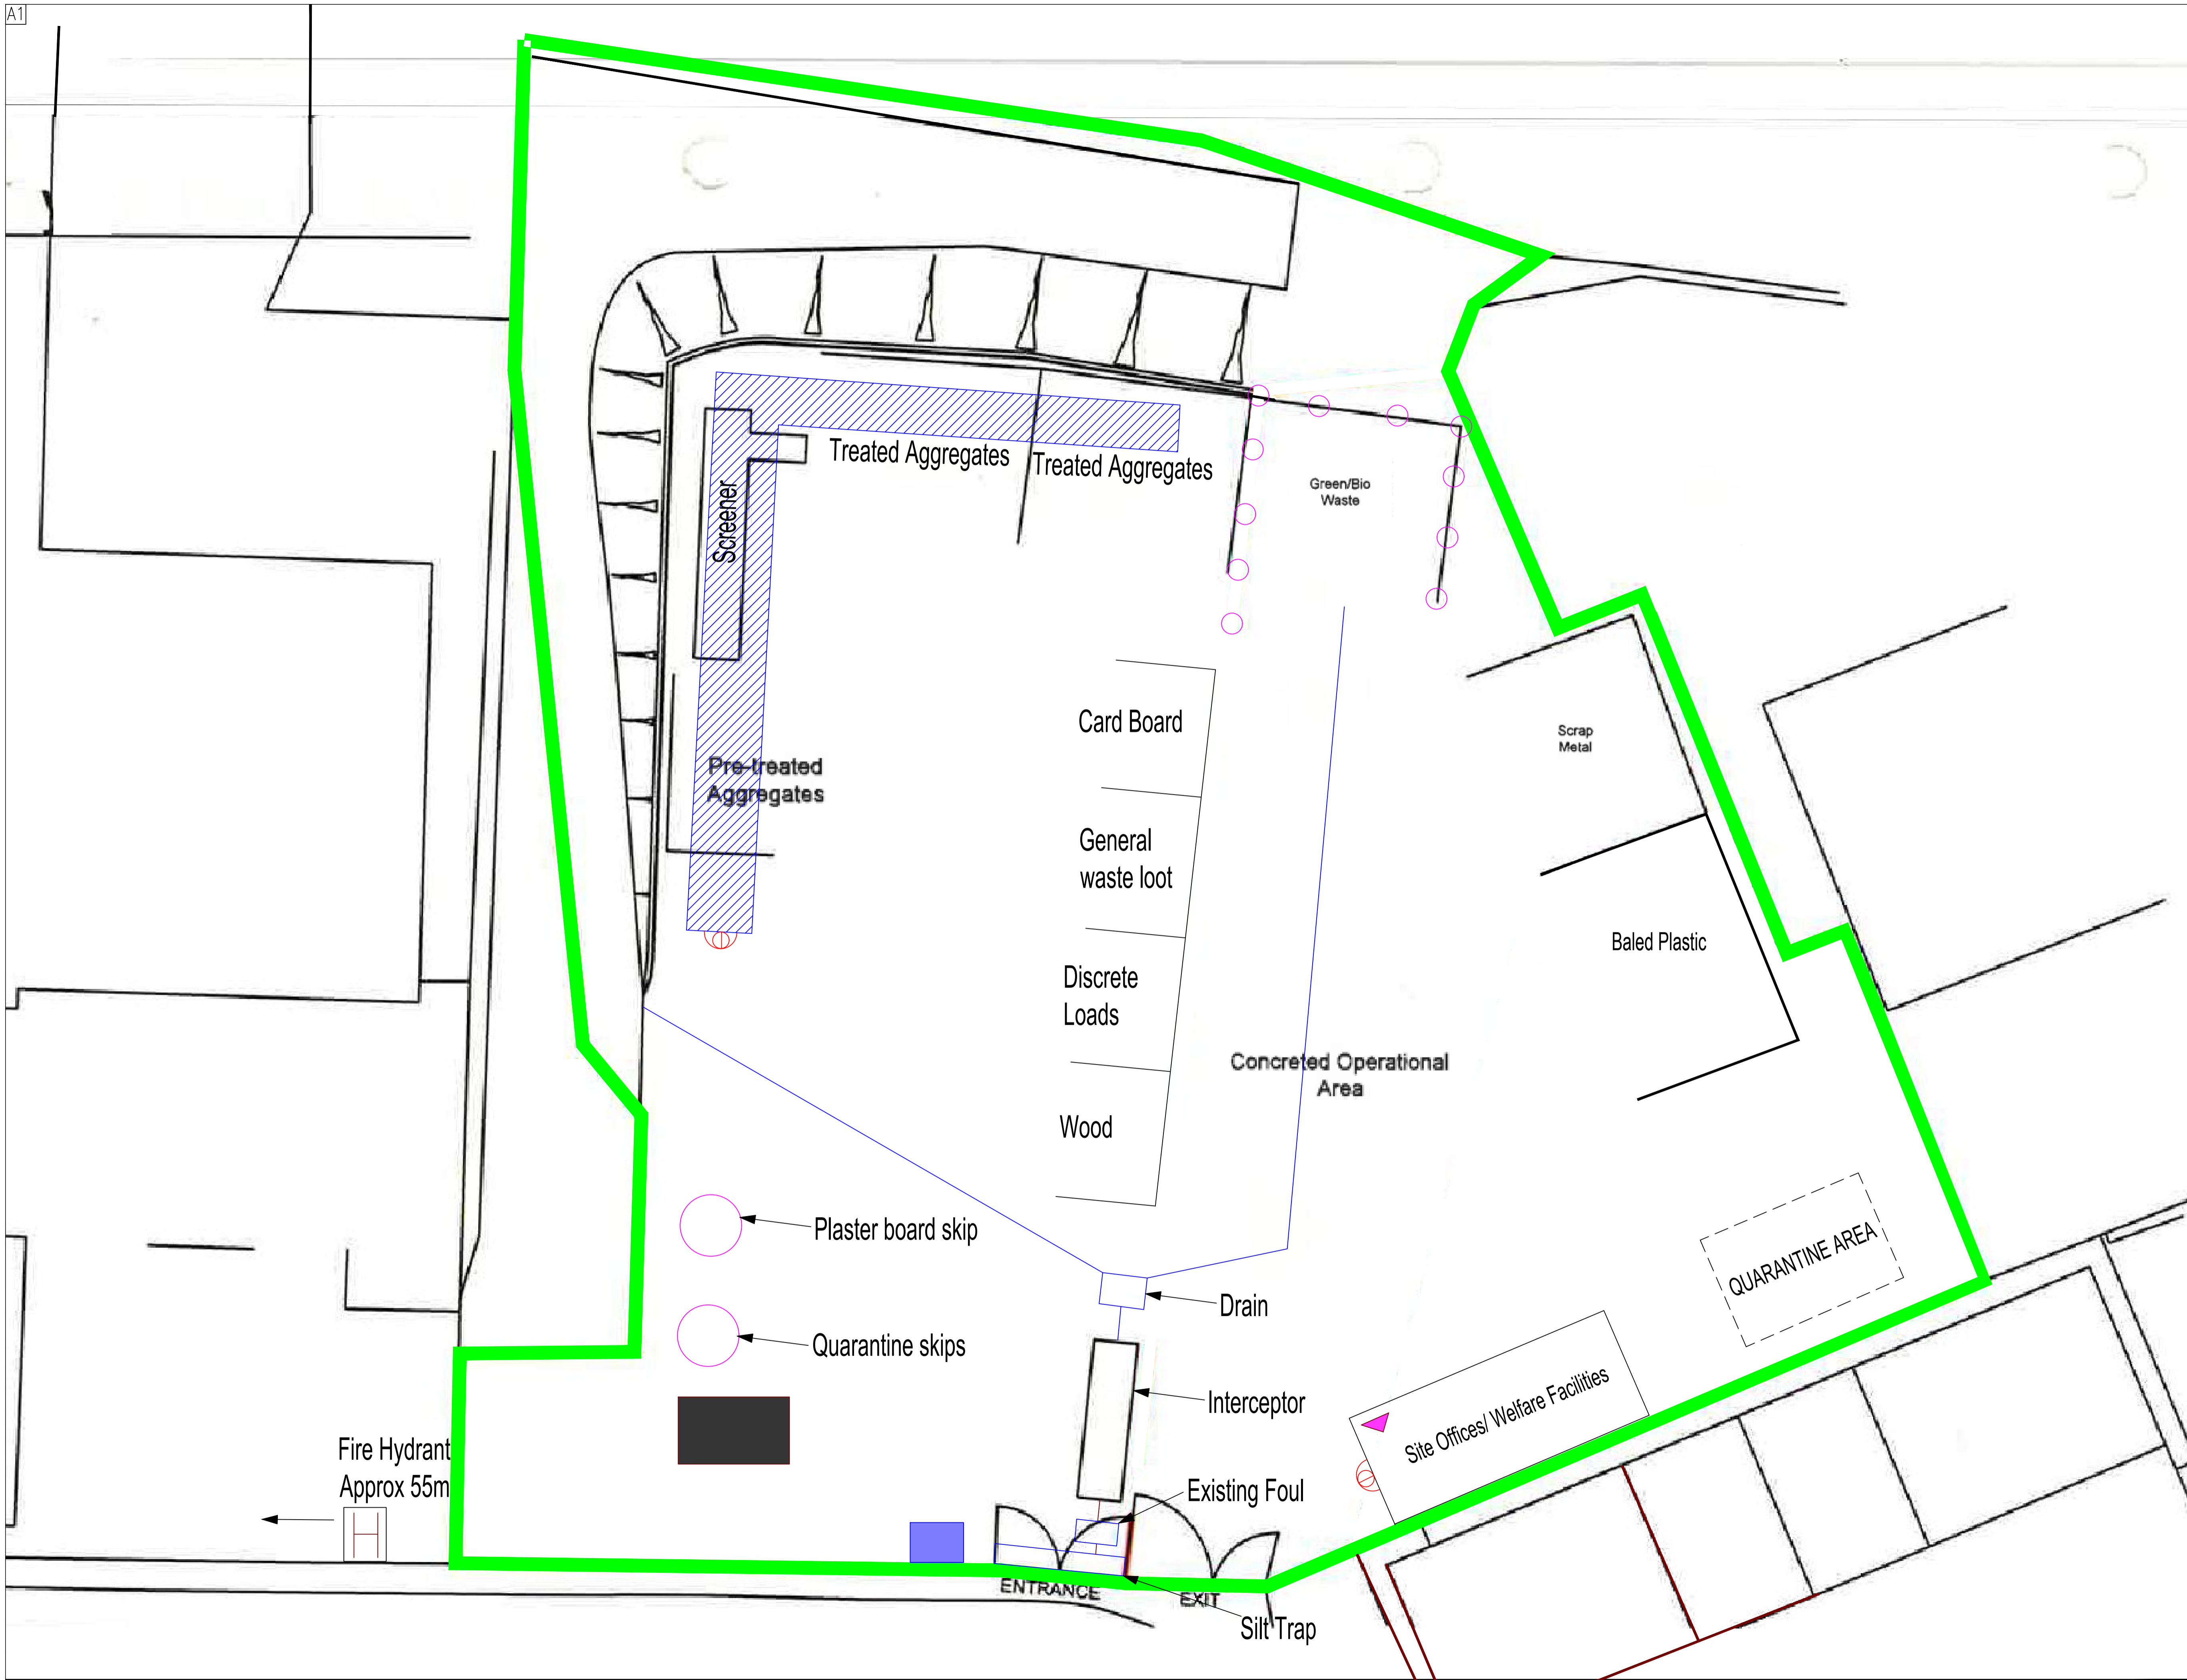 A1
Treated Aggregates
Treated Aggregates
Screener
Green/Bio
Waste
Card Board
Scrap
Metal
Pre-treated
Aggregates
General
waste loot
Baled Plastic
Discrete
Loads
Concreted Operational
Area
Wood
Plaster board skip
QUARANTINE AREA
Drain
Quarantine skips
Interceptor
Site Offices/ Welfare Facilities
Fire Hydrant
Approx 55m
Existing Foul
H
ENTRANCE
EXIT
Silt Trap